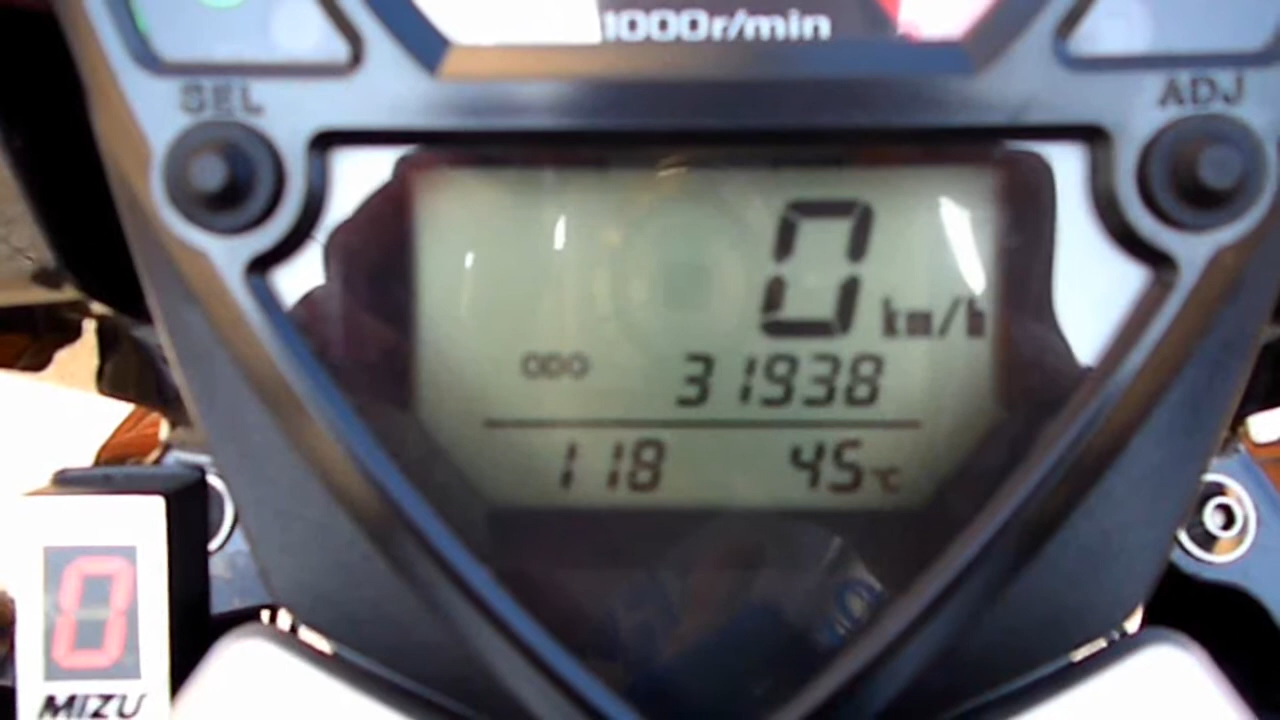 1000r/min
SEL
ADJ
0 km/h
ODO 31938
118 45℃
0
MIZU